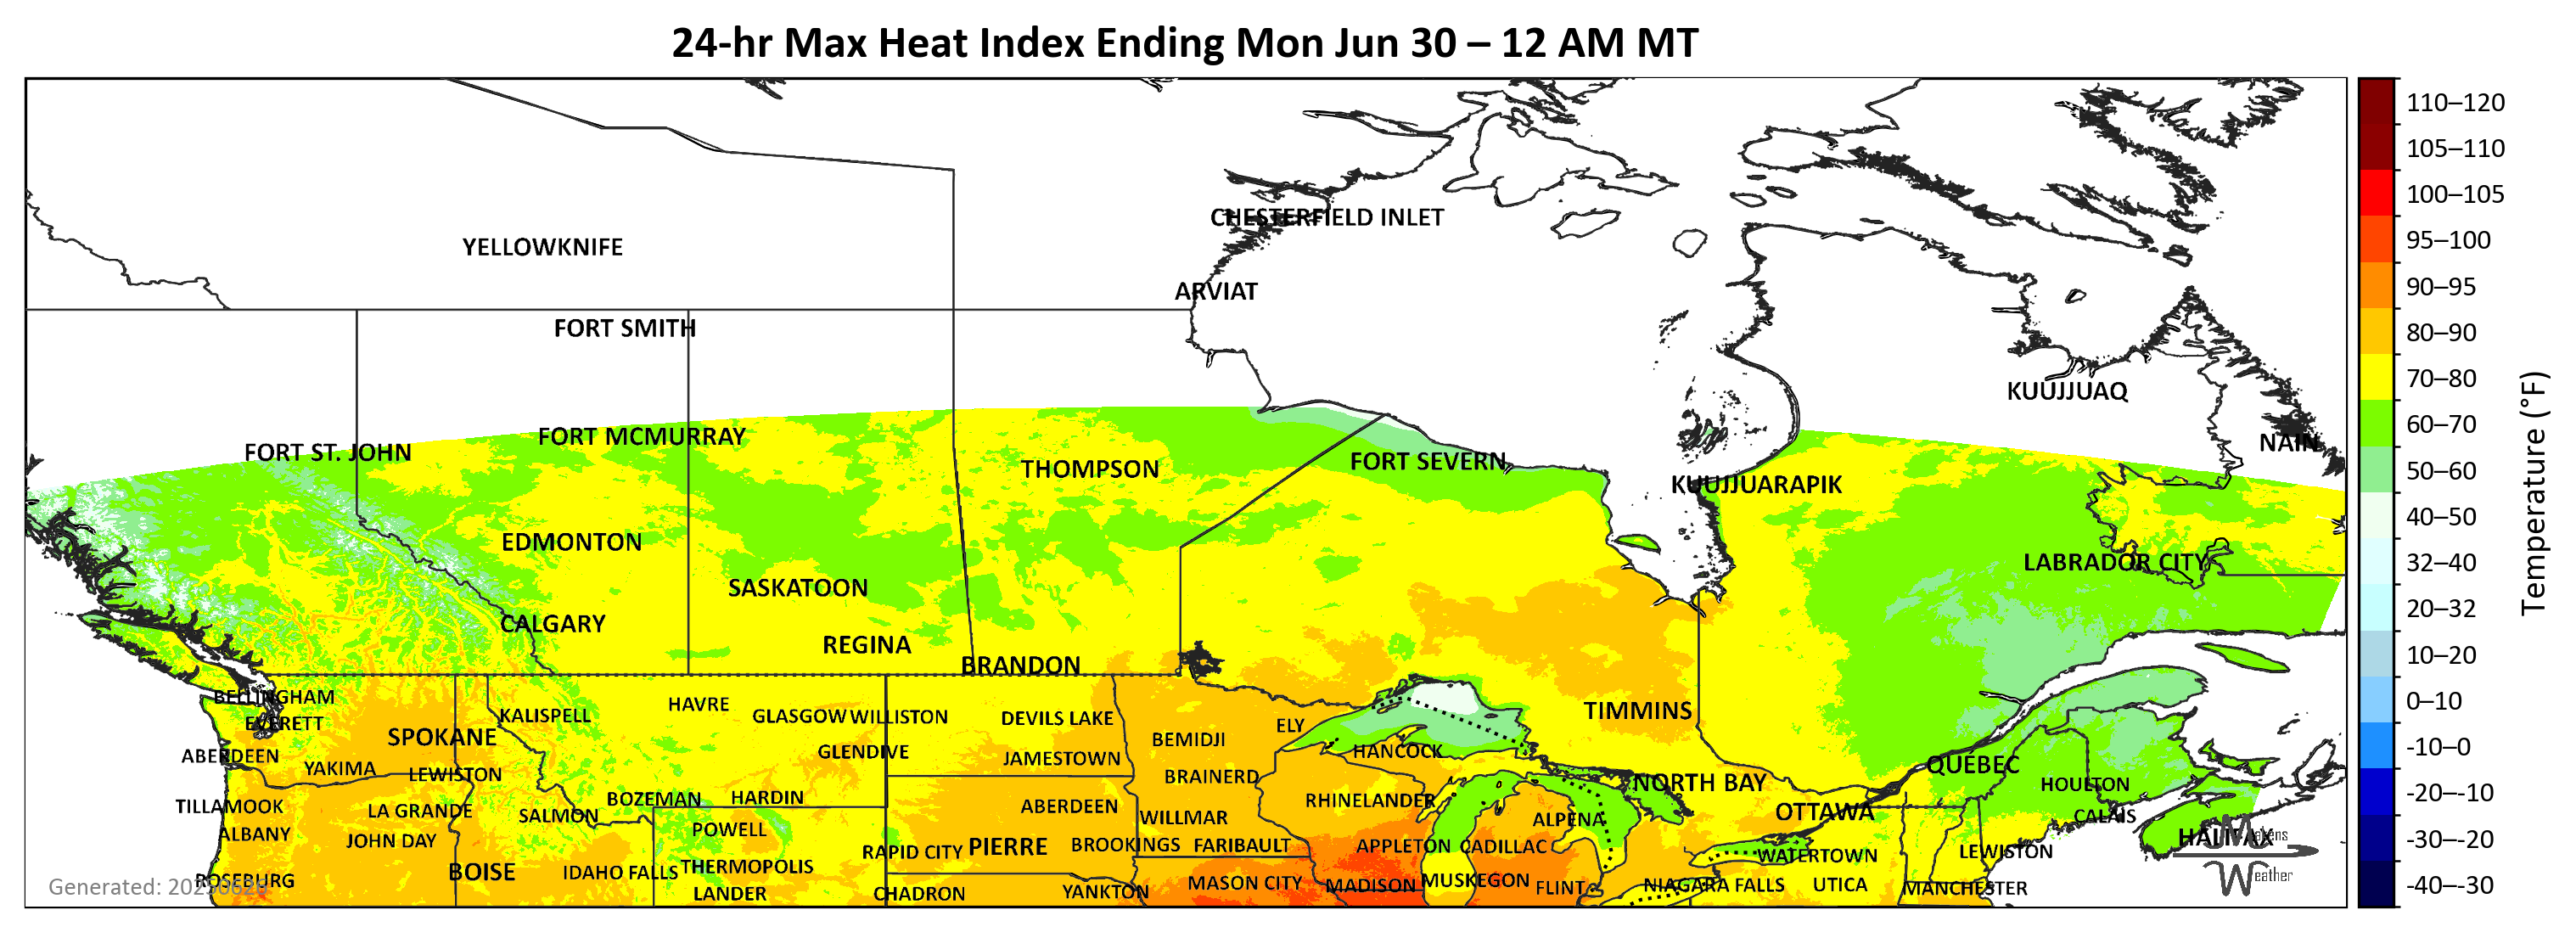 24-hr Max Heat Index Ending Mon Jun 30 – 12 AM MT
110–120
105–110
CHESTERFIELD INLET
100–105
YELLOWKNIFE
95–100
ARVIAT
90–95
FORT SMITH
80–90
70–80
KUUJJUAQ
60–70
FORT MCMURRAY
NAIN
FORT ST. JOHN
THOMPSON
FORT SEVERN
50–60
KUUJJUARAPIK
40–50
EDMONTON
LABRADOR CITY
32–40
SASKATOON
20–32
CALGARY
REGINA
10–20
BRANDON
BELLINGHAM
HAVRE
0–10
KALISPELL
GLASGOW
WILLISTON
DEVILS LAKE
TIMMINS
EVERETT
ELY
SPOKANE
BEMIDJI
-10–0
ABERDEEN
GLENDIVE
JAMESTOWN
HANCOCK
YAKIMA
LEWISTON
BRAINERD
QUEBEC
NORTH BAY
HOULTON
-20–-10
TILLAMOOK
LA GRANDE
SALMON
BOZEMAN
HARDIN
ABERDEEN
WILLMAR
RHINELANDER
ALPENA
OTTAWA
CALAIS
ALBANY
JOHN DAY
POWELL
RAPID CITY
PIERRE
BROOKINGS
FARIBAULT
APPLETON
CADILLAC
WATERTOWN
LEWISTON
HALIFAX
-30–-20
BOISE
IDAHO FALLS
THERMOPOLIS
ROSEBURG
LANDER
CHADRON
YANKTON
MASON CITY
MADISON
MUSKEGON
FLINT
NIAGARA FALLS
UTICA
MANCHESTER
Weather
-40–-30
Generated:
Temperature (°F)